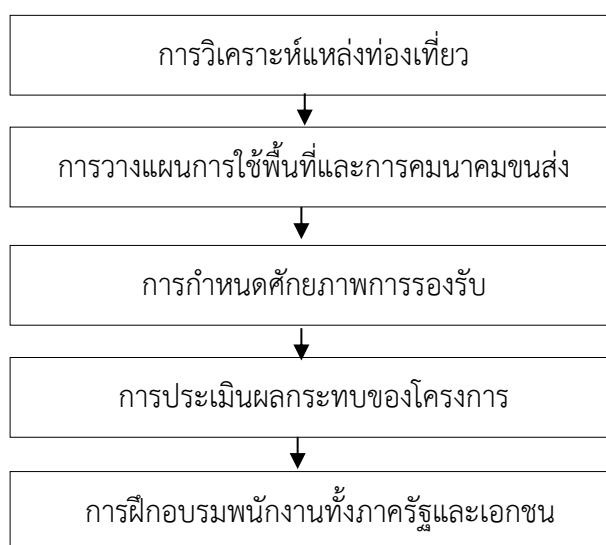 การวิเคราะห์แหล่งท่องเที่ยว
การวางแผนการใช้พื้นที่และการคมนาคมขนส่ง
การกำหนดศักยภาพการรองรับ
การประเมินผลกระทบของโครงการ
การฝึกอบรมพนักงานทั้งภาครัฐและเอกชน